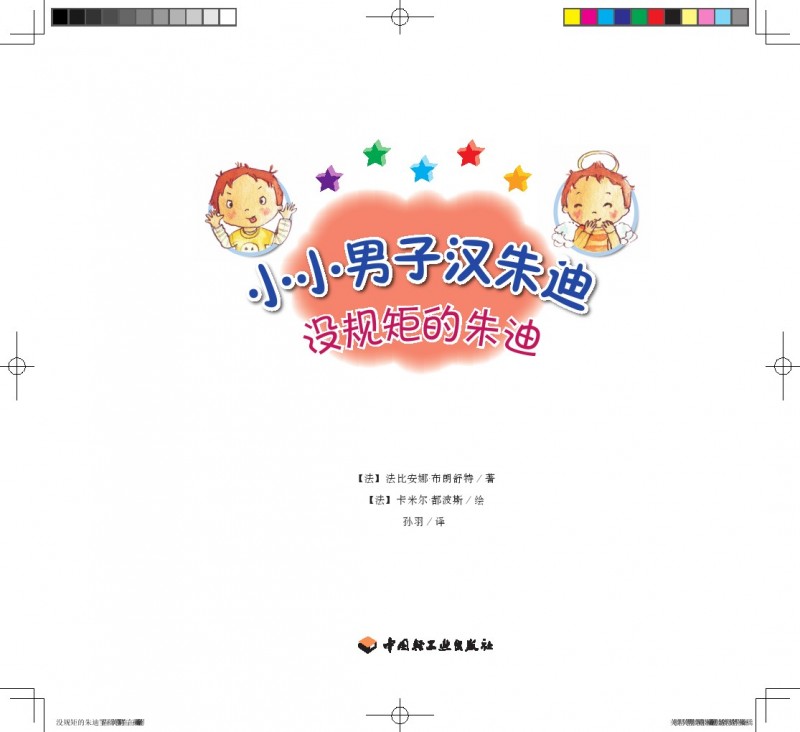 小小男子汉朱迪
没规矩的朱迪
【法】法比安娜·布朗舒特／著
【法】卡米尔·都波斯／绘
孙羽／译
中国轻工业出版社
没规矩的朱迪